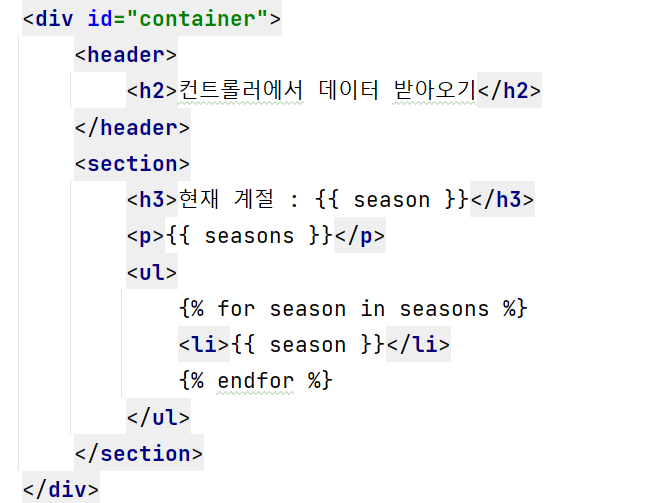 <div id="container">
<header>
<h2>컨트롤러에서 데이터 받아오기</h2>
</header>
<section>
<h3>현재 계절 : {{ season }}</h3>
<p>{{ seasons }}</p>
<ul>
{% for season in seasons %}
<li>{{ season }}</li>
{% endfor %}
</ul>
</section>
</div>